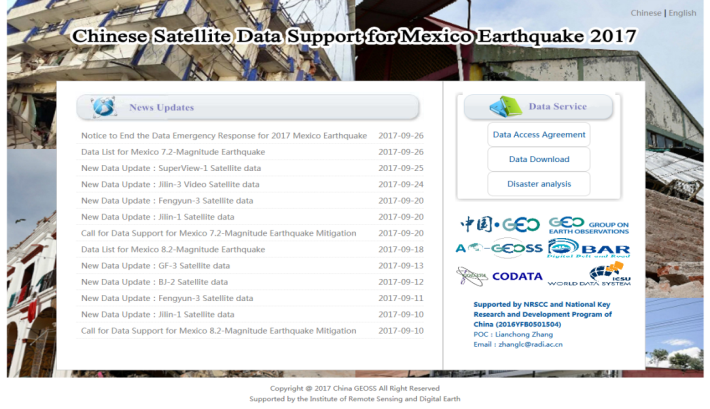 Chinese | English
Chinese Satellite Data Support for Mexico Earthquake 2017
News Updates
Notice to End the Data Emergency Response for 2017 Mexico Earthquake 2017-09-26
Data List for Mexico 7.2-Magnitude Earthquake 2017-09-26
New Data Update : SuperView-1 Satellite data 2017-09-25
New Data Update : Jilin-3 Video Satellite data 2017-09-24
New Data Update : Fengyun-3 Satellite data 2017-09-20
New Data Update : Jilin-1 Satellite data 2017-09-20
Call for Data Support for Mexico 7.2-Magnitude Earthquake Mitigation 2017-09-20
Data List for Mexico 8.2-Magnitude Earthquake 2017-09-18
New Data Update : GF-3 Satellite data 2017-09-13
New Data Update : BJ-2 Satellite data 2017-09-12
New Data Update : Fengyun-3 Satellite data 2017-09-11
New Data Update : Jilin-1 Satellite data 2017-09-10
Call for Data Support for Mexico 8.2-Magnitude Earthquake Mitigation 2017-09-10
Data Service
Data Access Agreement
Data Download
Disaster analysis
中国·GEO GEO GROUP ON
EARTH OBSERVATIONS
AO-GEOSS DBAR
Digital Belt and Road
CODATA ICSU
WORLD DATA SYSTEM
Supported by NRSCC and National Key
Research and Development Program of
China (2016YFB0501504)
POC : Lianchong Zhang
Email : zhanglc@radi.ac.cn
Copyright @ 2017 China GEOSS All Right Reserved
Supported by the Institute of Remote Sensing and Digital Earth